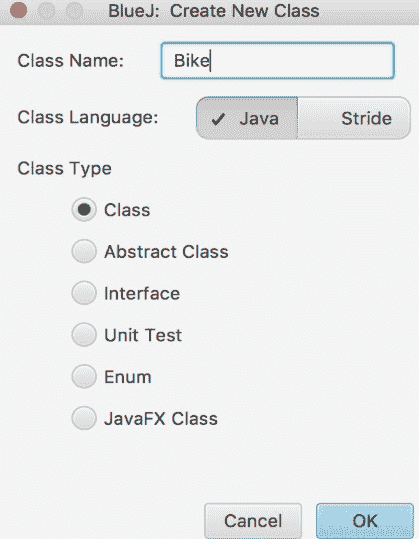 BlueJ: Create New Class
Class Name: Bike
Class Language: ✓ Java Stride
Class Type
Class
Abstract Class
Interface
Unit Test
Enum
JavaFX Class
Cancel OK